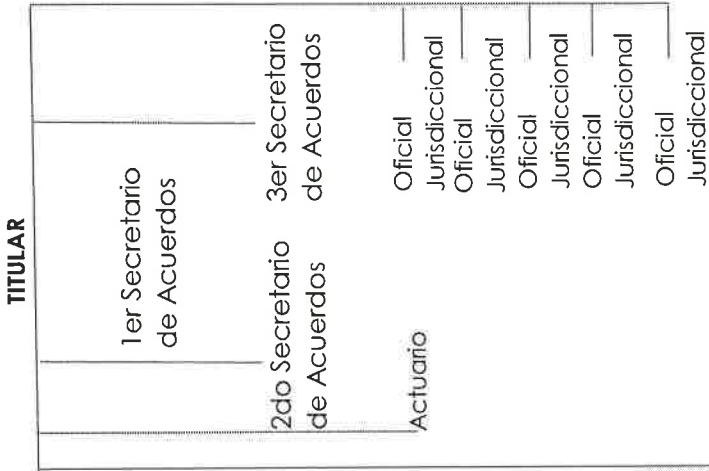 TITULAR
1er Secretario
de Acuerdos
2do Secretario
de Acuerdos
3er Secretario
de Acuerdos
Actuario
Oficial
Jurisdiccional
Oficial
Jurisdiccional
Oficial
Jurisdiccional
Oficial
Jurisdiccional
Oficial
Jurisdiccional